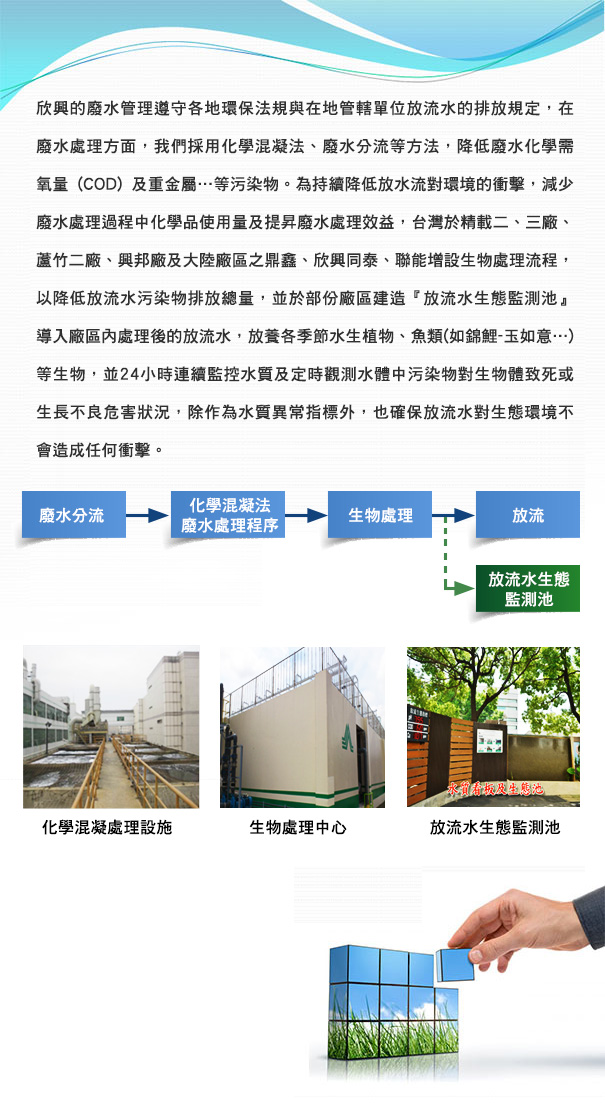 欣興的廢水管理遵守各地環保法規與在地管轄單位放流水的排放規定，在
廢水處理方面，我們採用化學混凝法、廢水分流等方法，降低廢水化學需
氧量 (COD) 及重金屬…等污染物。為持續降低放水流對環境的衝擊，減少
廢水處理過程中化學品使用量及提昇廢水處理效益，台灣於精載二、三廠、
蘆竹二廠、興邦廠及大陸廠區之鼎鑫、欣興同泰、聯能增設生物處理流程，
以降低放流水污染物排放總量，並於部份廠區建造『放流水生態監測池』
導入廠區內處理後的放流水，放養各季節水生植物、魚類(如錦鯉-玉如意…)
等生物，並24小時連續監控水質及定時觀測水體中污染物對生物體致死或
生長不良危害狀況，除作為水質異常指標外，也確保放流水對生態環境不
會造成任何衝擊。
廢水分流
化學混凝法
廢水處理程序
生物處理
放流
放流水生態
監測池
水質看板及生態池
化學混凝處理設施
生物處理中心
放流水生態監測池